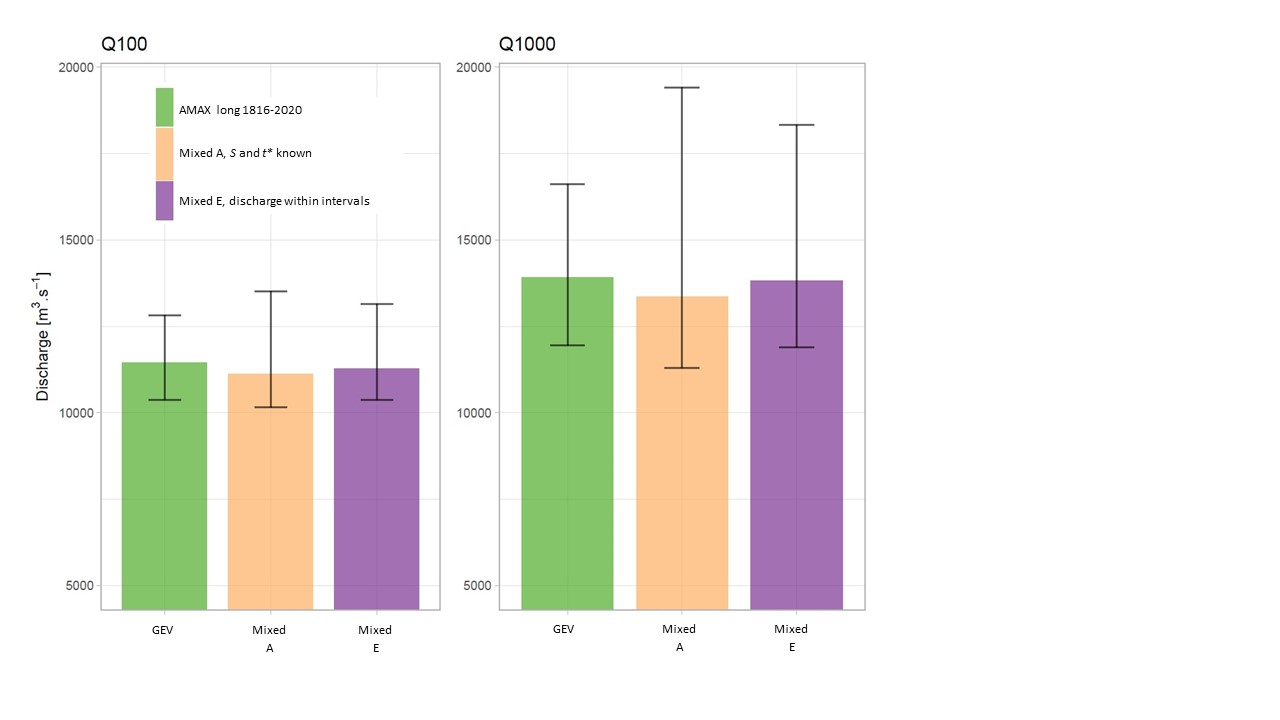 Q100
Q1000
20000
15000
10000
5000
20000
15000
10000
5000
Discharge [m³.s⁻¹]
AMAX long 1816-2020
Mixed A, S and t* known
Mixed E, discharge within intervals
GEV
Mixed
A
Mixed
E
GEV
Mixed
A
Mixed
E